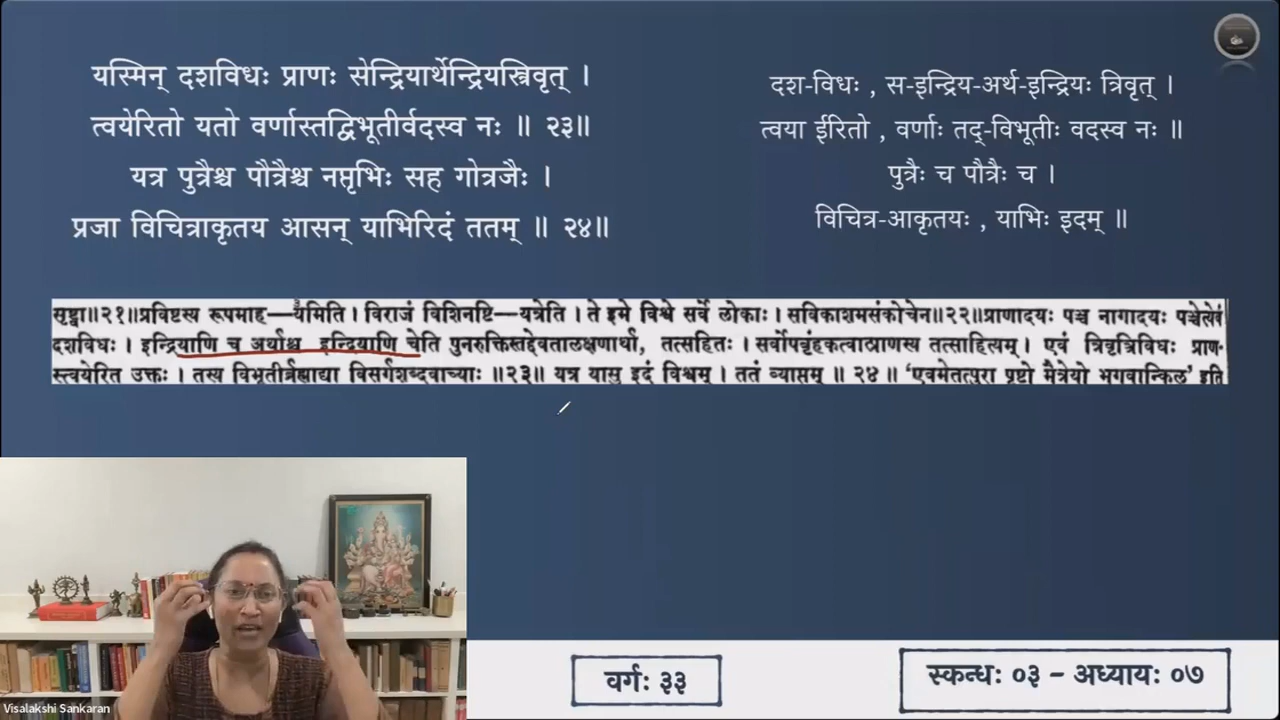 यस्मिन् दशविधः प्राणः सेन्द्रियार्थेन्द्रियस्त्रिवृत् ।
त्वयेरितो यतो वर्णास्तद्विभूतीर्वदस्व नः ॥ २३॥
यत्र पुत्रैश्च पौत्रैश्च नप्तृभिः सह गोत्रजैः ।
प्रजा विचित्राकृतय आसन् याभिरिदं ततम् ॥ २४॥
दश-विधः , स-इन्द्रिय-अर्थ-इन्द्रियः त्रिवृत् ।
त्वया ईरितो , वर्णाः तद्-विभूतीः वदस्व नः ॥
पुत्रैः च पौत्रैः च ।
विचित्र-आकृतयः , याभिः इदम् ॥
सृष्ट्वा॥२१॥प्रविष्टस्य रूपमाह—यमिति । विराजं विशिनष्टि—यत्रेति । ते इमे विश्वे सर्वे लोकाः । सविकाशमसंकोचेन॥२२॥प्राणादयः पञ्च नागादयः पञ्चेत्येवं
दशविधः । इन्द्रियाणि च अर्थाश्च इन्द्रियाणि चेति पुनरुक्तिस्तद्देवतालक्षणार्था, तत्सहितः । सर्वोपबृंहकत्वात्प्राणस्य तत्साहित्यम् । एवं त्रिवृत्रिविधः प्राण-
स्त्वयेरित उक्तः । तस्य विभूतीर्ब्रह्माद्या विसर्गशब्दवाच्याः ॥२३॥ यत्र यासु इदं विश्वम् । ततं व्याप्तम् ॥ २४ ॥ ‘एवमेतत्पुरा प्रष्टो मैत्रेयो भगवान्किल’ इति
Visalakshi Sankaran
वर्गः ३३
स्कन्धः ०३ – अध्यायः ०७